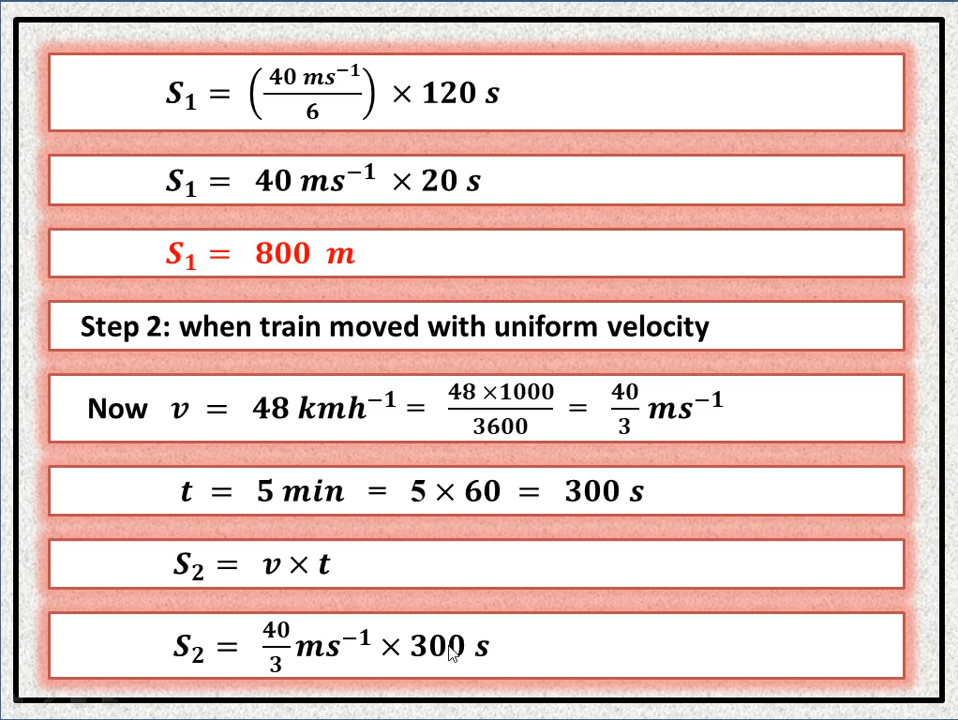 S₁ = (40 ms⁻¹/6) × 120 s
S₁ = 40 ms⁻¹ × 20 s
S₁ = 800 m
Step 2: when train moved with uniform velocity
Now v = 48 kmh⁻¹ = 48 ×1000/3600 = 40/3 ms⁻¹
t = 5 min = 5 × 60 = 300 s
S₂ = v × t
S₂ = 40/3 ms⁻¹ × 300 s